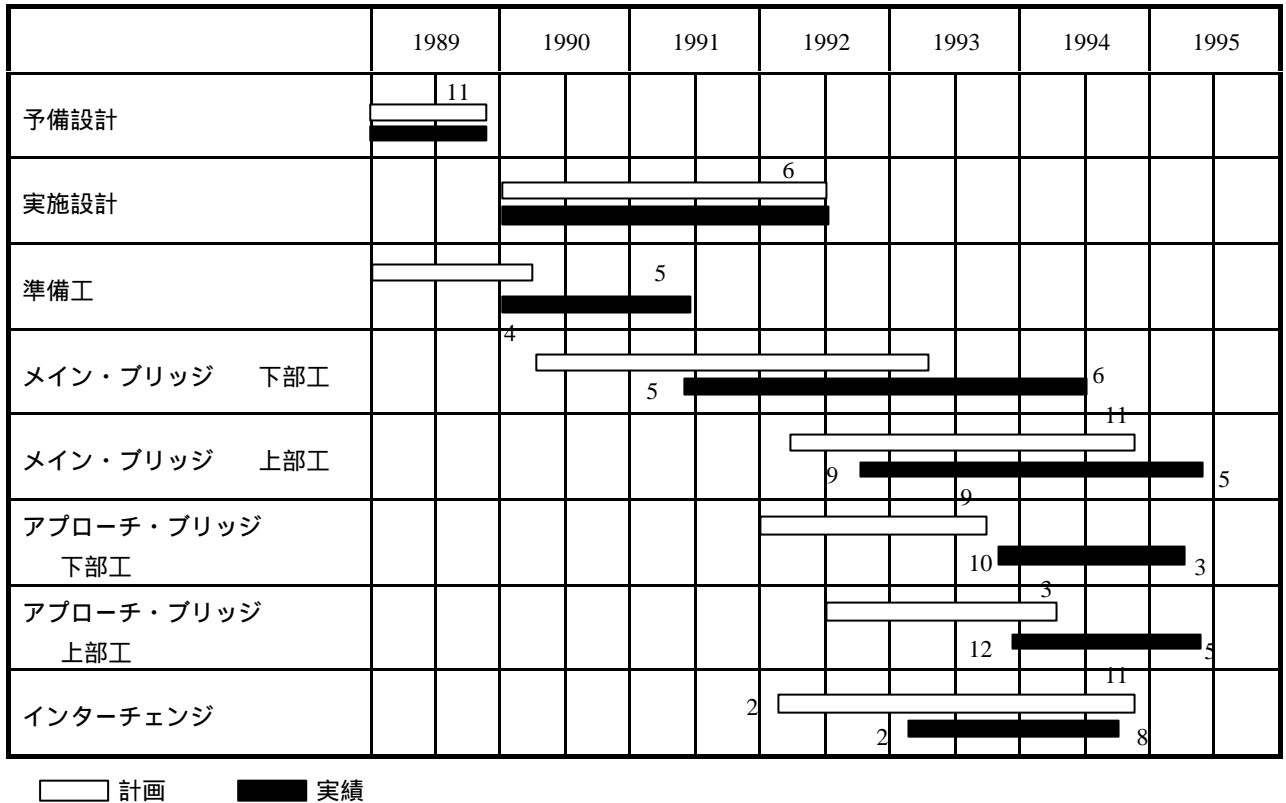 1989 1990 1991 1992 1993 1994 1995
11
予備設計
6
実施設計
5
準備工
4
メイン・ブリッジ 下部工
6
5
11
メイン・ブリッジ 上部工
9
5
9
アプローチ・ブリッジ
下部工
10
3
3
アプローチ・ブリッジ
上部工
12
5
11
インターチェンジ
2
2
8
計画 実績